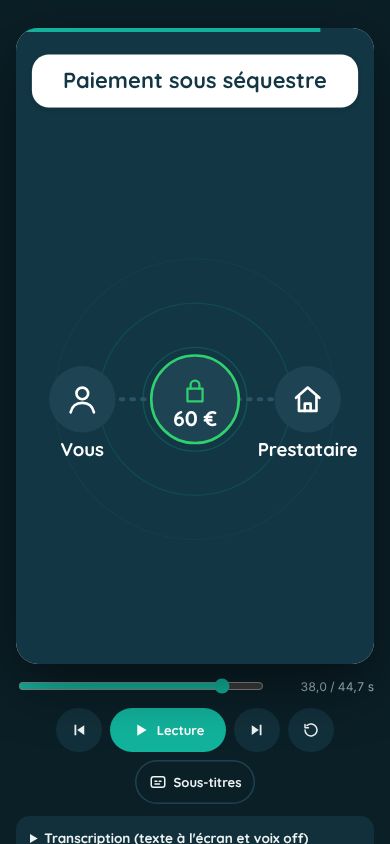 Paiement sous séquestre
60 €
Vous
Prestataire
38,0 / 44,7 s
Lecture
Sous-titres
Transcription (texte à l'écran et voix off)